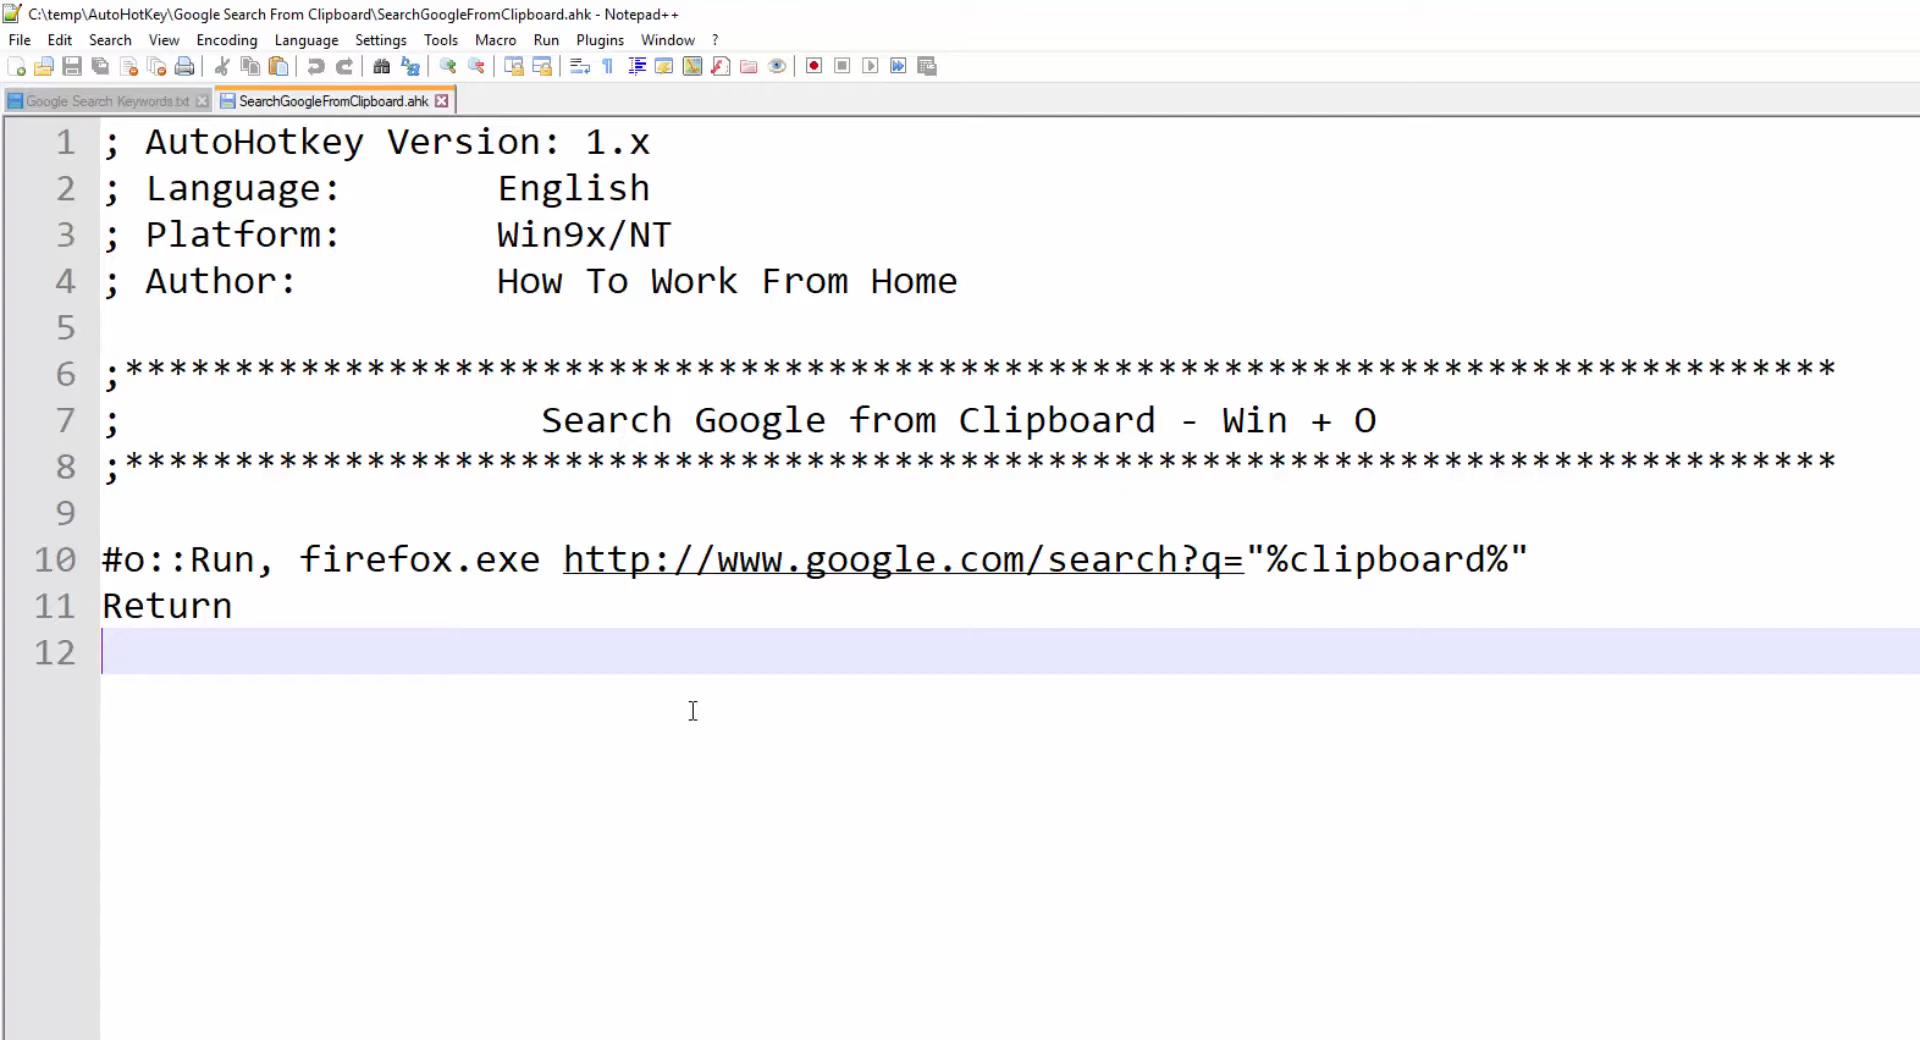 C:\temp\AutoHotKey\Google Search From Clipboard\SearchGoogleFromClipboard.ahk - Notepad++
File Edit Search View Encoding Language Settings Tools Macro Run Plugins Window ?
Google Search Keywords.txt SearchGoogleFromClipboard.ahk
1 ; AutoHotkey Version: 1.x
2 ; Language: English
3 ; Platform: Win9x/NT
4 ; Author: How To Work From Home
5
6 ;*******************************************************************************
7 ; Search Google from Clipboard - Win + O
8 ;*******************************************************************************
9
10 #o::Run, firefox.exe http://www.google.com/search?q="%clipboard%"
11 Return
12